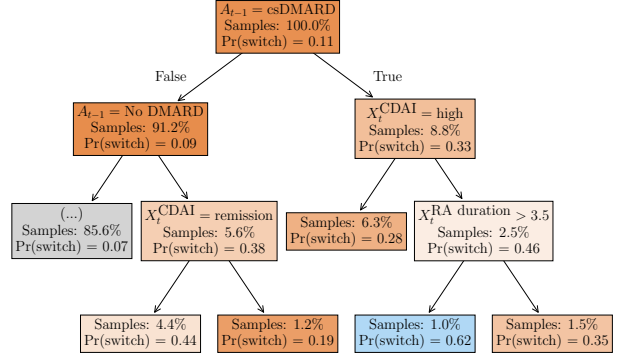 A_{t−1} = csDMARD
Samples: 100.0%
Pr(switch) = 0.11
False
True
A_{t−1} = No DMARD
Samples: 91.2%
Pr(switch) = 0.09
X_t^{CDAI} = high
Samples: 8.8%
Pr(switch) = 0.33
(...)
Samples: 85.6%
Pr(switch) = 0.07
X_t^{CDAI} = remission
Samples: 5.6%
Pr(switch) = 0.38
Samples: 6.3%
Pr(switch) = 0.28
X_t^{RA duration} > 3.5
Samples: 2.5%
Pr(switch) = 0.46
Samples: 4.4%
Pr(switch) = 0.44
Samples: 1.2%
Pr(switch) = 0.19
Samples: 1.0%
Pr(switch) = 0.62
Samples: 1.5%
Pr(switch) = 0.35